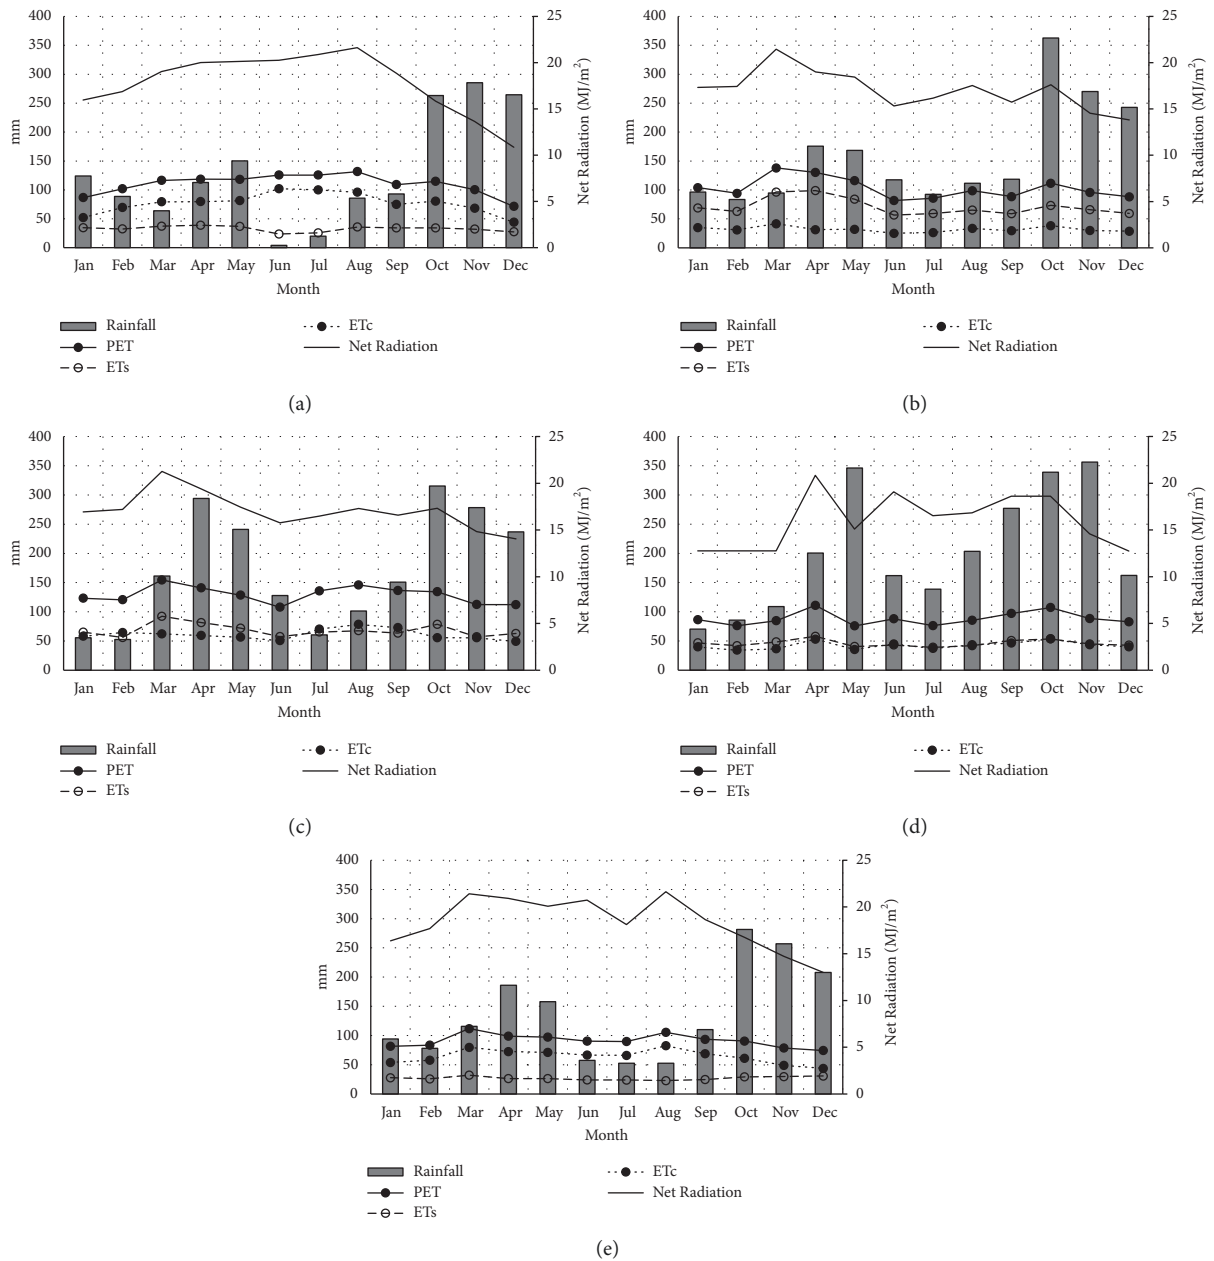 400
350
300
250
200
150
100
50
0
mm
25
20
15
10
5
0
Net Radiation (MJ/m²)
Jan Feb Mar Apr May Jun Jul Aug Sep Oct Nov Dec
Month
Rainfall
PET
ETs
ETc
Net Radiation
(a)
400
350
300
250
200
150
100
50
0
mm
25
20
15
10
5
0
Net Radiation (MJ/m²)
Jan Feb Mar Apr May Jun Jul Aug Sep Oct Nov Dec
Month
Rainfall
PET
ETs
ETc
Net Radiation
(b)
400
350
300
250
200
150
100
50
0
mm
25
20
15
10
5
0
Net Radiation (MJ/m²)
Jan Feb Mar Apr May Jun Jul Aug Sep Oct Nov Dec
Month
Rainfall
PET
ETs
ETc
Net Radiation
(c)
400
350
300
250
200
150
100
50
0
mm
25
20
15
10
5
0
Net Radiation (MJ/m²)
Jan Feb Mar Apr May Jun Jul Aug Sep Oct Nov Dec
Month
Rainfall
PET
ETs
ETc
Net Radiation
(d)
400
350
300
250
200
150
100
50
0
mm
25
20
15
10
5
0
Net Radiation (MJ/m²)
Jan Feb Mar Apr May Jun Jul Aug Sep Oct Nov Dec
Month
Rainfall
PET
ETs
ETc
Net Radiation
(e)